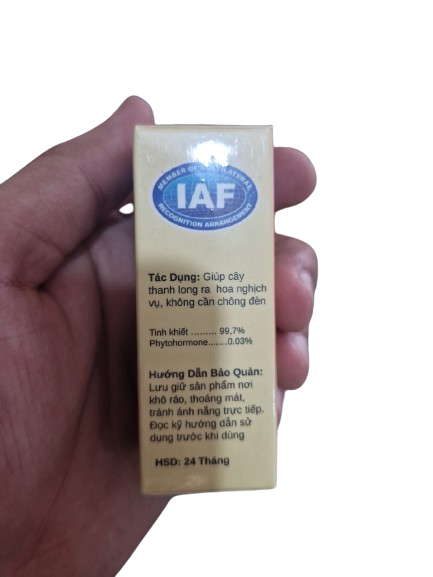 MEMBER OF MULTILATERAL
IAF
RECOGNITION ARRANGEMENT
Tác Dụng: Giúp cây
thanh long ra hoa nghịch
vụ, không cần chông đèn
Tinh khiết ......... 99,7%
Phytohormone.......0.03%
Hướng Dẫn Bảo Quản:
Lưu giữ sản phẩm nơi
khô ráo, thoáng mát,
tránh ánh nắng trực tiếp.
Đọc kỹ hướng dẫn sử
dụng trước khi dùng
HSD: 24 Tháng